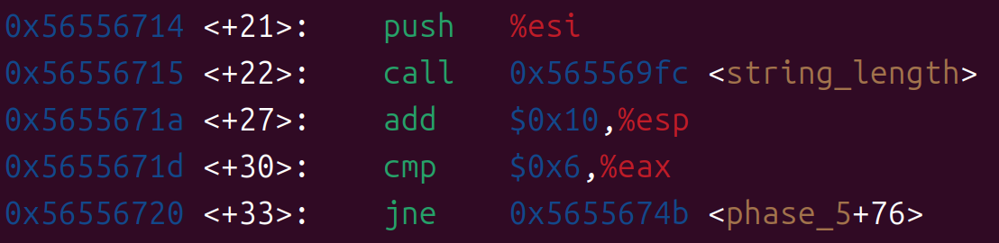 0x56556714 <+21>:    push   %esi
0x56556715 <+22>:    call   0x565569fc <string_length>
0x5655671a <+27>:    add    $0x10,%esp
0x5655671d <+30>:    cmp    $0x6,%eax
0x56556720 <+33>:    jne    0x5655674b <phase_5+76>